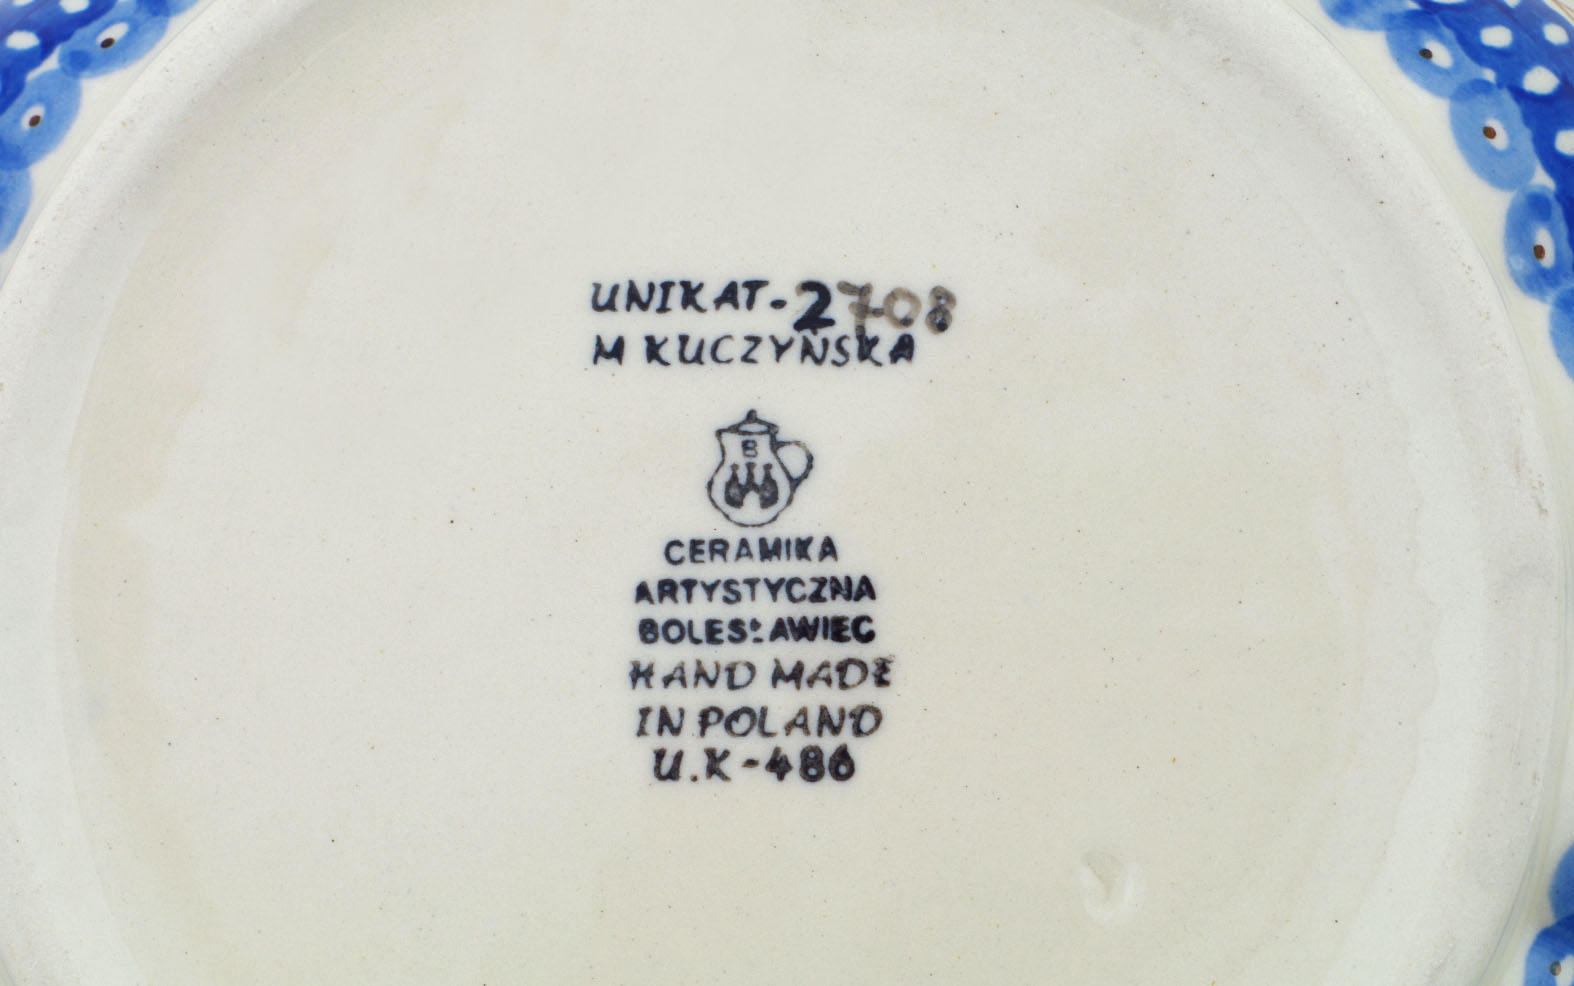 UNIKAT-2708
M KUCZYŃSKA
B
CERAMIKA
ARTYSTYCZNA
BOLESŁAWIEC
HAND MADE
IN POLAND
U.K-486